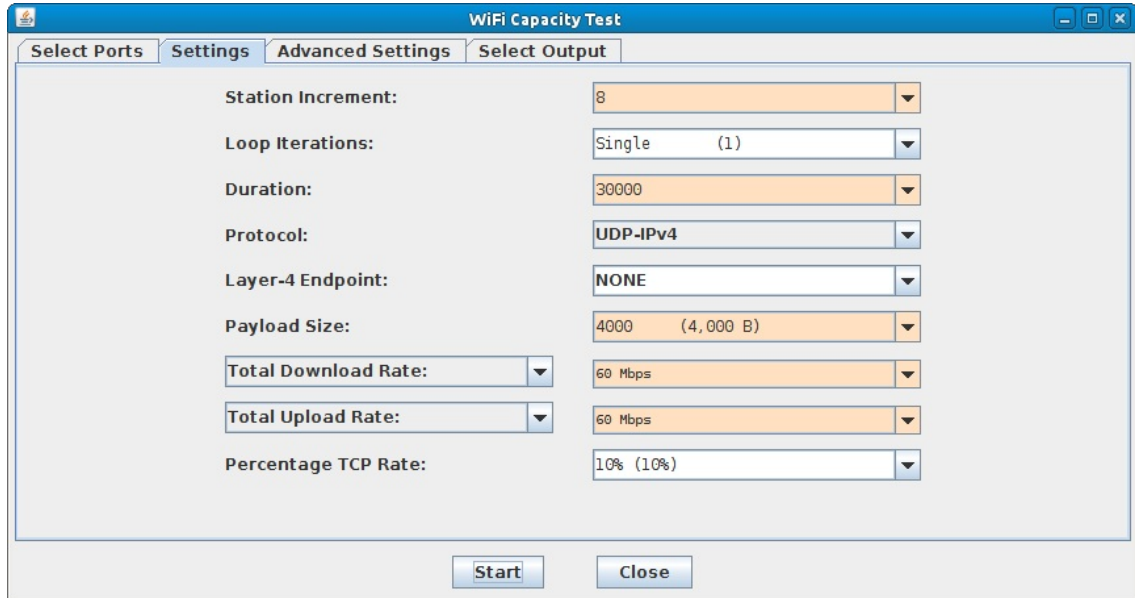 WiFi Capacity Test
Select Ports Settings Advanced Settings Select Output
Station Increment: 8
Loop Iterations: Single (1)
Duration: 30000
Protocol: UDP-IPv4
Layer-4 Endpoint: NONE
Payload Size: 4000 (4,000 B)
Total Download Rate: 60 Mbps
Total Upload Rate: 60 Mbps
Percentage TCP Rate: 10% (10%)
Start Close